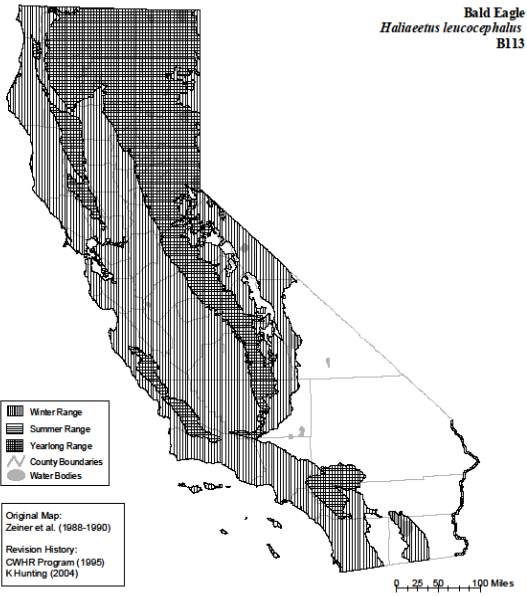 Bald Eagle
Haliaeetus leucocephalus
B113
Winter Range
Summer Range
Yearlong Range
County Boundaries
Water Bodies
Original Map:
Zeiner et al. (1988-1990)
Revision History:
CWHR Program (1995)
K Hunting (2004)
0 25 50 100 Miles